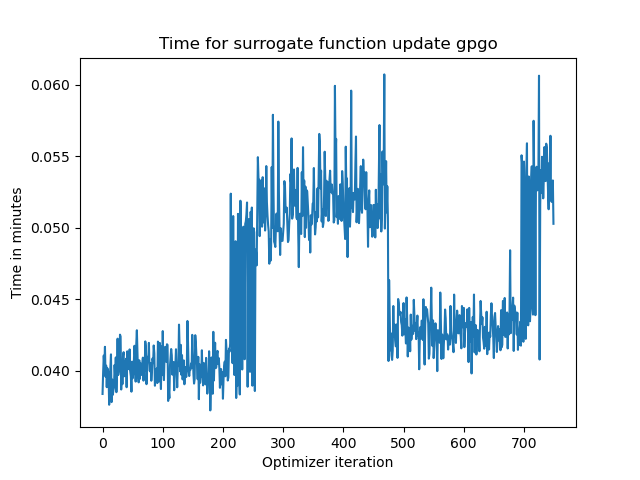 Time for surrogate function update gpgo
0.060
0.055
0.050
0.045
0.040
Time in minutes
0 100 200 300 400 500 600 700
Optimizer iteration